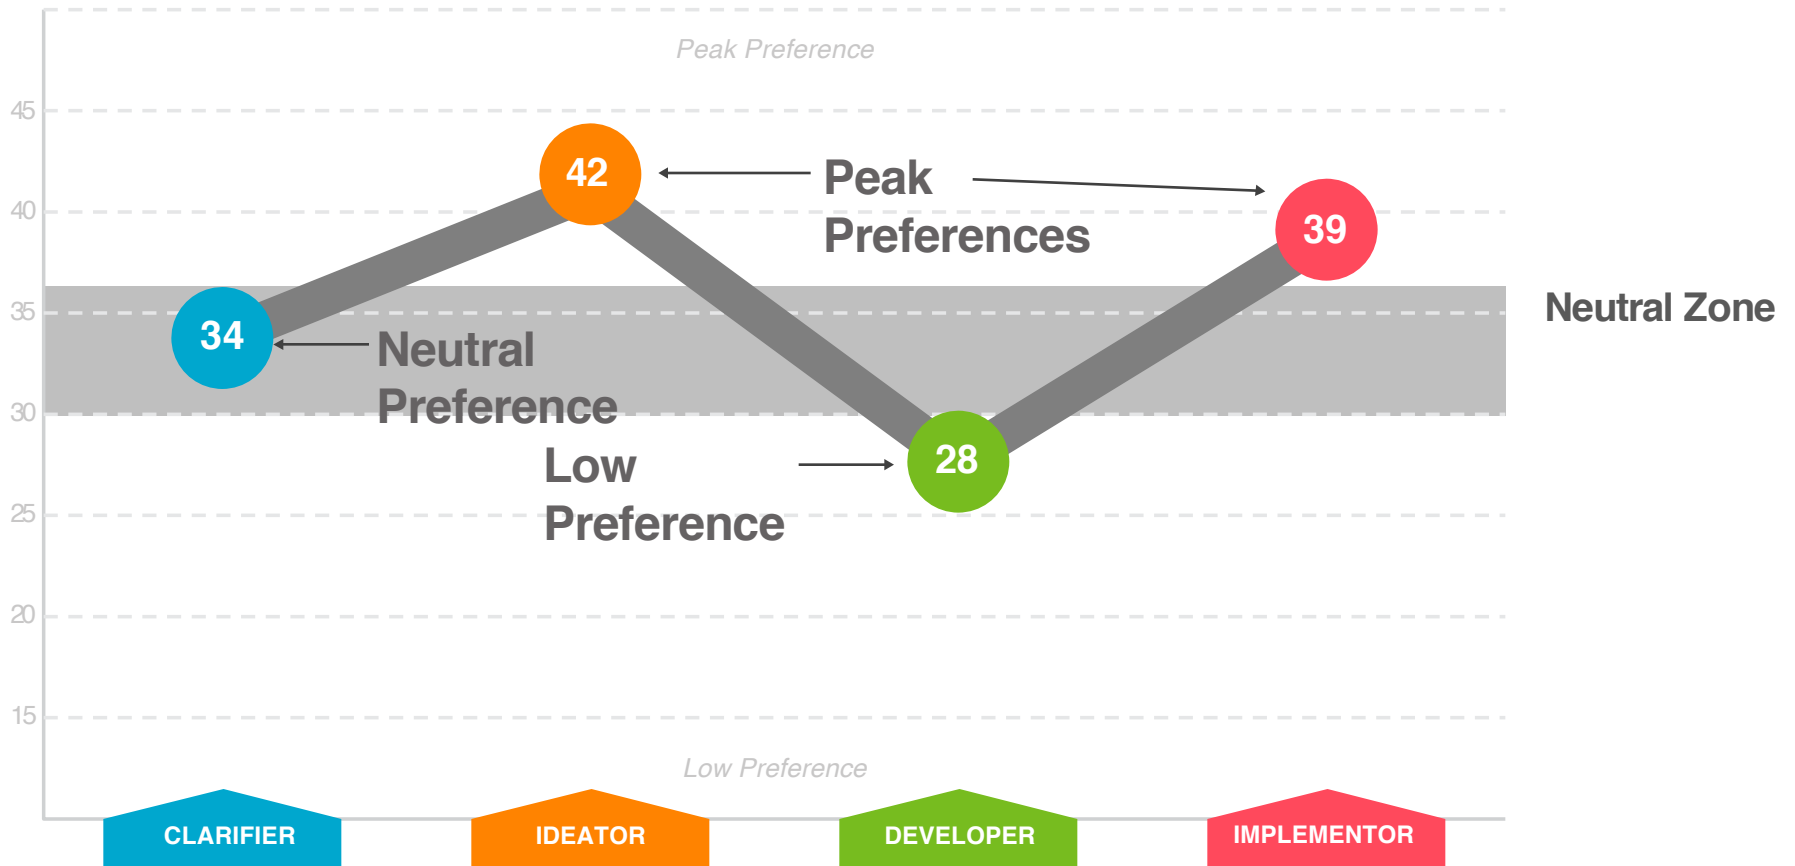 Peak Preference
45
42
Peak
Preferences
40
39
35
Neutral Zone
34
Neutral
Preference
30
Low
Preference
28
25
20
15
Low Preference
CLARIFIER
IDEATOR
DEVELOPER
IMPLEMENTOR